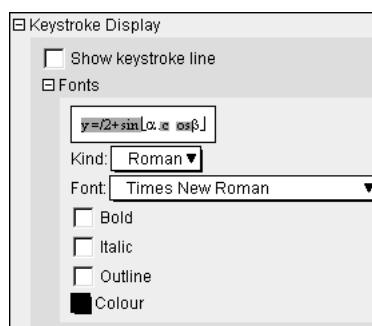 Keystroke Display
Show keystroke line
Fonts
y=/2+sin⌊α c osβ⌋
Kind: Roman
Font: Times New Roman
Bold
Italic
Outline
Colour